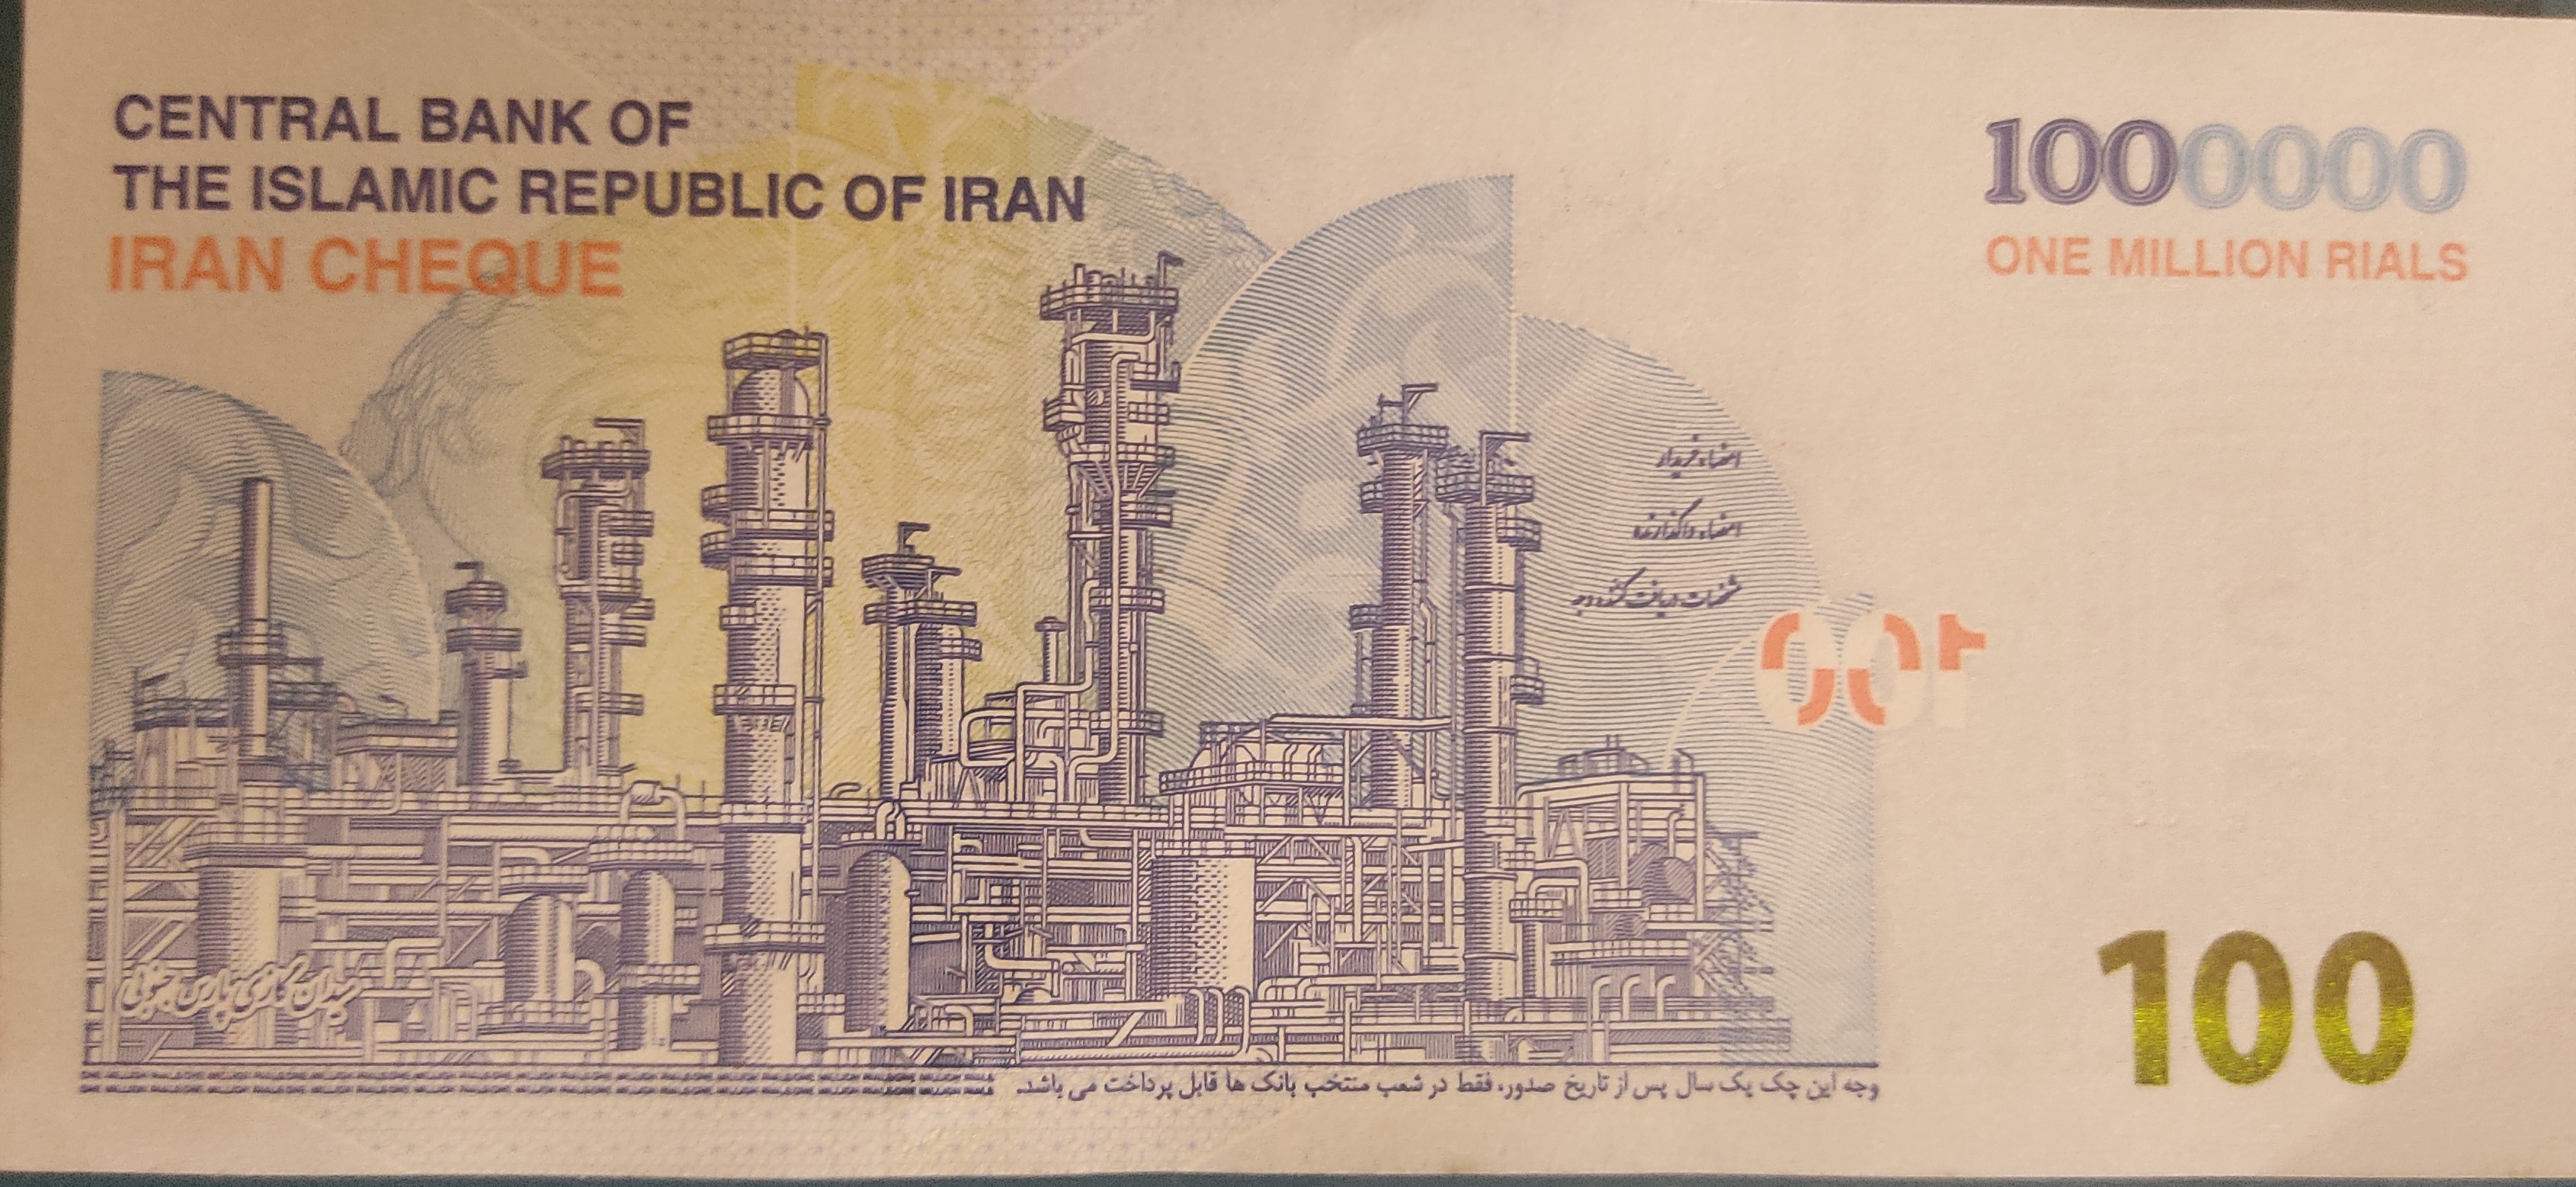 CENTRAL BANK OF
THE ISLAMIC REPUBLIC OF IRAN
IRAN CHEQUE
1000000
ONE MILLION RIALS
امضاء خریدار
امضاء واگذارنده
مشخصات دریافت کننده وجه
100
میدان گازی پارس جنوبی
وجه این چک یک سال پس از تاریخ صدور، فقط در شعب منتخب بانک ها قابل پرداخت می باشد.
100